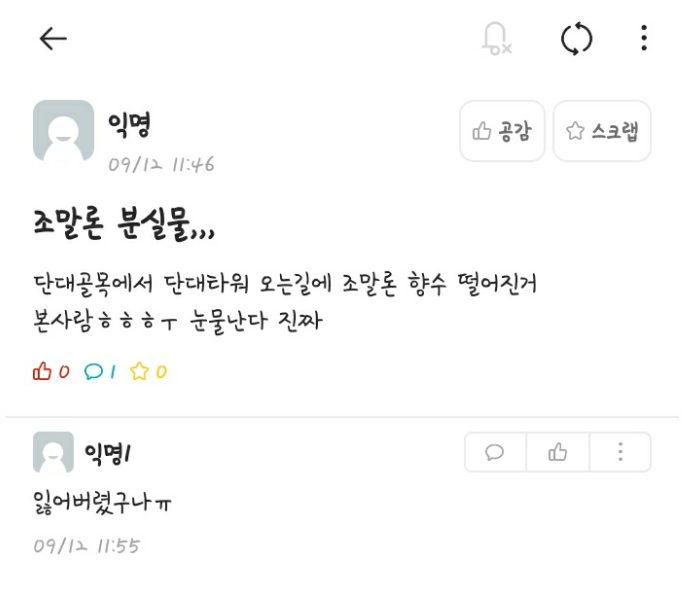 익명
09/12 11:46
공감
스크랩
조말론 분실물,,,
단대골목에서 단대타워 오는길에 조말론 향수 떨어진거
본사람ㅎㅎㅎㅜ 눈물난다 진짜
0 1 0
익명1
잃어버렸구나ㅠ
09/12 11:55